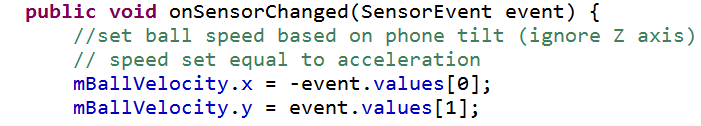 public void onSensorChanged(SensorEvent event) {
//set ball speed based on phone tilt (ignore Z axis)
// speed set equal to acceleration
mBallVelocity.x = -event.values[0];
mBallVelocity.y = event.values[1];